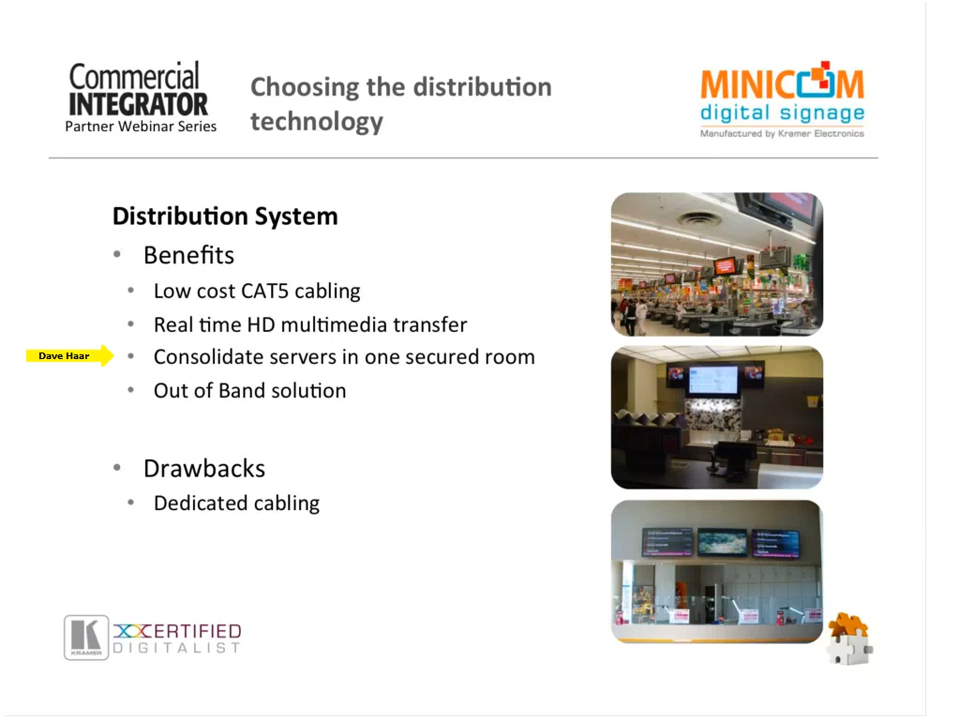 Commercial
INTEGRATOR
Partner Webinar Series
Choosing the distribution
technology
MINICOM
digital signage
Manufactured by Kramer Electronics
Distribution System
• Benefits
• Low cost CAT5 cabling
• Real time HD multimedia transfer
Dave Haar
• Consolidate servers in one secured room
• Out of Band solution
• Drawbacks
• Dedicated cabling
K
KRAMER
CERTIFIED
DIGITALIST